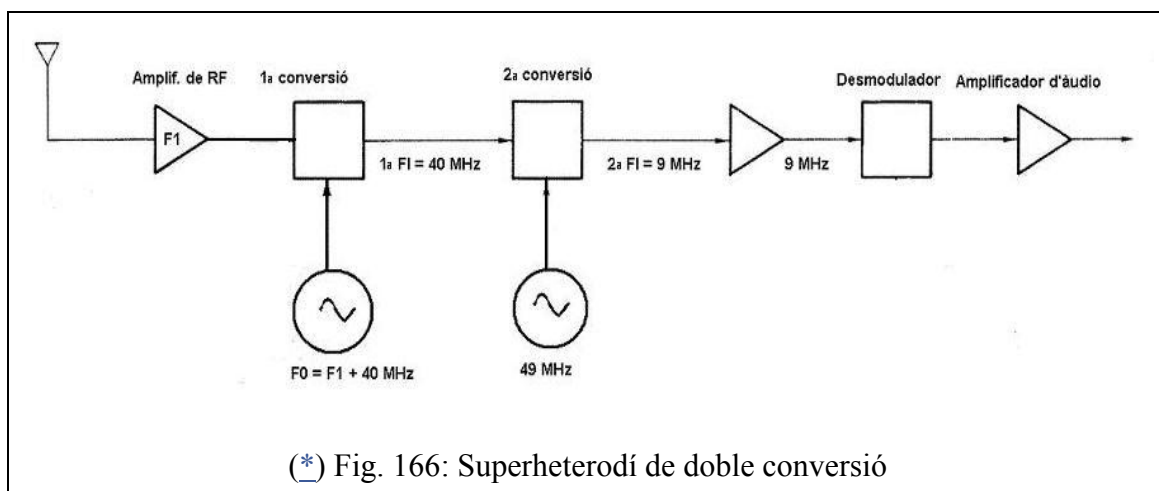 Amplif. de RF
1a conversió
2a conversió
Desmodulador
Amplificador d'àudio
F1
1a FI = 40 MHz
2a FI = 9 MHz
9 MHz
F0 = F1 + 40 MHz
49 MHz
(*) Fig. 166: Superheterodí de doble conversió